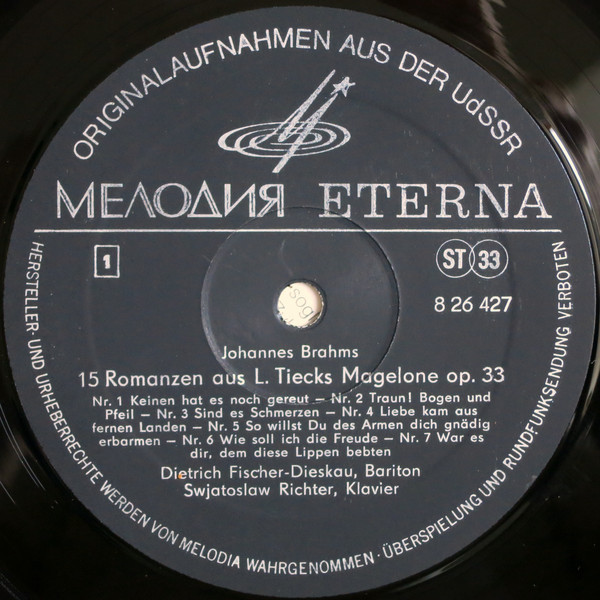 ORIGINALAUFNAHMEN AUS DER UdSSR
МЕЛОДИЯ ETERNA
1
ST 33
8 26 427
Johannes Brahms
15 Romanzen aus L. Tiecks Magelone op. 33
Nr. 1 Keinen hat es noch gereut – Nr. 2 Traun! Bogen und
Pfeil – Nr. 3 Sind es Schmerzen – Nr. 4 Liebe kam aus
fernen Landen – Nr. 5 So willst Du des Armen dich gnädig
erbarmen – Nr. 6 Wie soll ich die Freude – Nr. 7 War es
dir, dem diese Lippen bebten
Dietrich Fischer-Dieskau, Bariton
Swjatoslaw Richter, Klavier
HERSTELLER- UND URHEBERRECHTE WERDEN VON MELODIA WAHRGENOMMEN · ÜBERSPIELUNG UND RUNDFUNKSENDUNG VERBOTEN